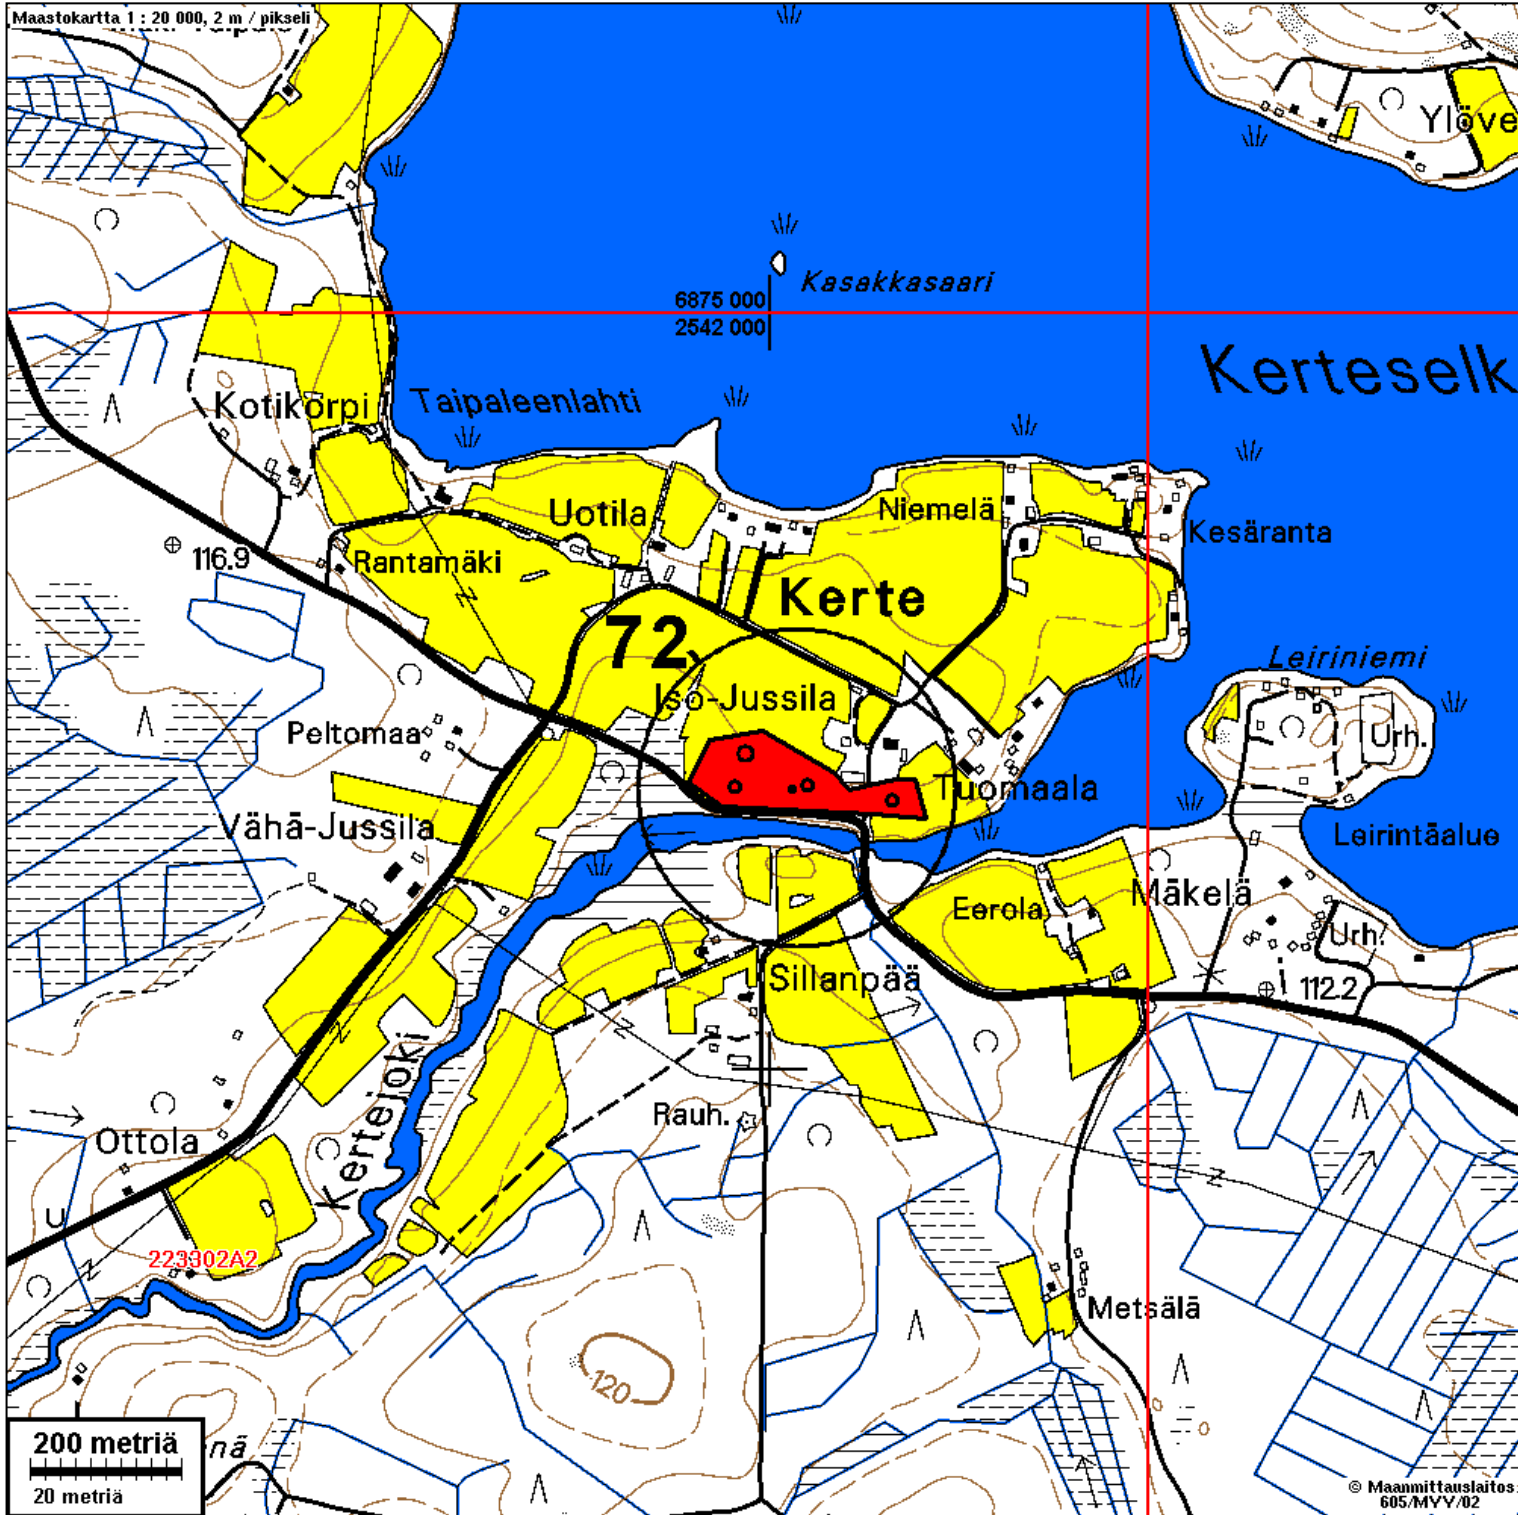 Maastokartta 1 : 20 000, 2 m / pikseli
Ylöve
Kasakkasaari
6875 000
2542 000
Kerteselk
Kotikorpi
Taipaleenlahti
Uotila
Niemelä
Kesäranta
116.9
Rantamäki
Kerte
72
Leiriniemi
Iso-Jussila
Peltomaa
Urh.
Tuomaala
Vähä-Jussila
Leirintäalue
Mäkelä
Eerola
Urh.
Sillanpää
112.2
Kertejoki
Rauh.
Ottola
U
223302A2
Metsälä
120
200 metriä
nä
20 metriä
© Maanmittauslaitos
605/MYY/02